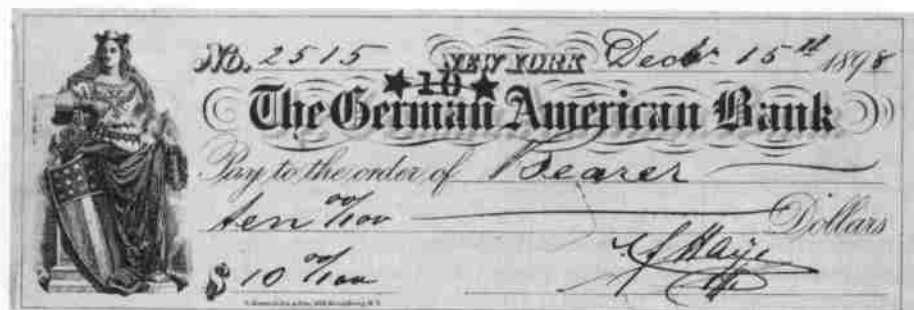 No. 2515 NEW YORK Decbr 15th 1898
★10★
The German American Bank
Pay to the order of Bearer
ten 00/100 Dollars
$ 10 00/100